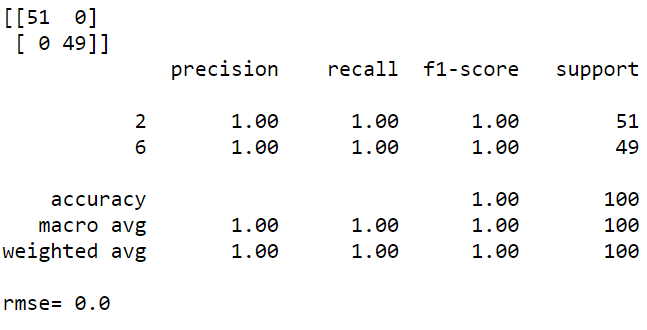 [[51  0]
 [ 0 49]]
              precision    recall  f1-score   support

           2       1.00      1.00      1.00        51
           6       1.00      1.00      1.00        49

    accuracy                           1.00       100
   macro avg       1.00      1.00      1.00       100
weighted avg       1.00      1.00      1.00       100

rmse= 0.0